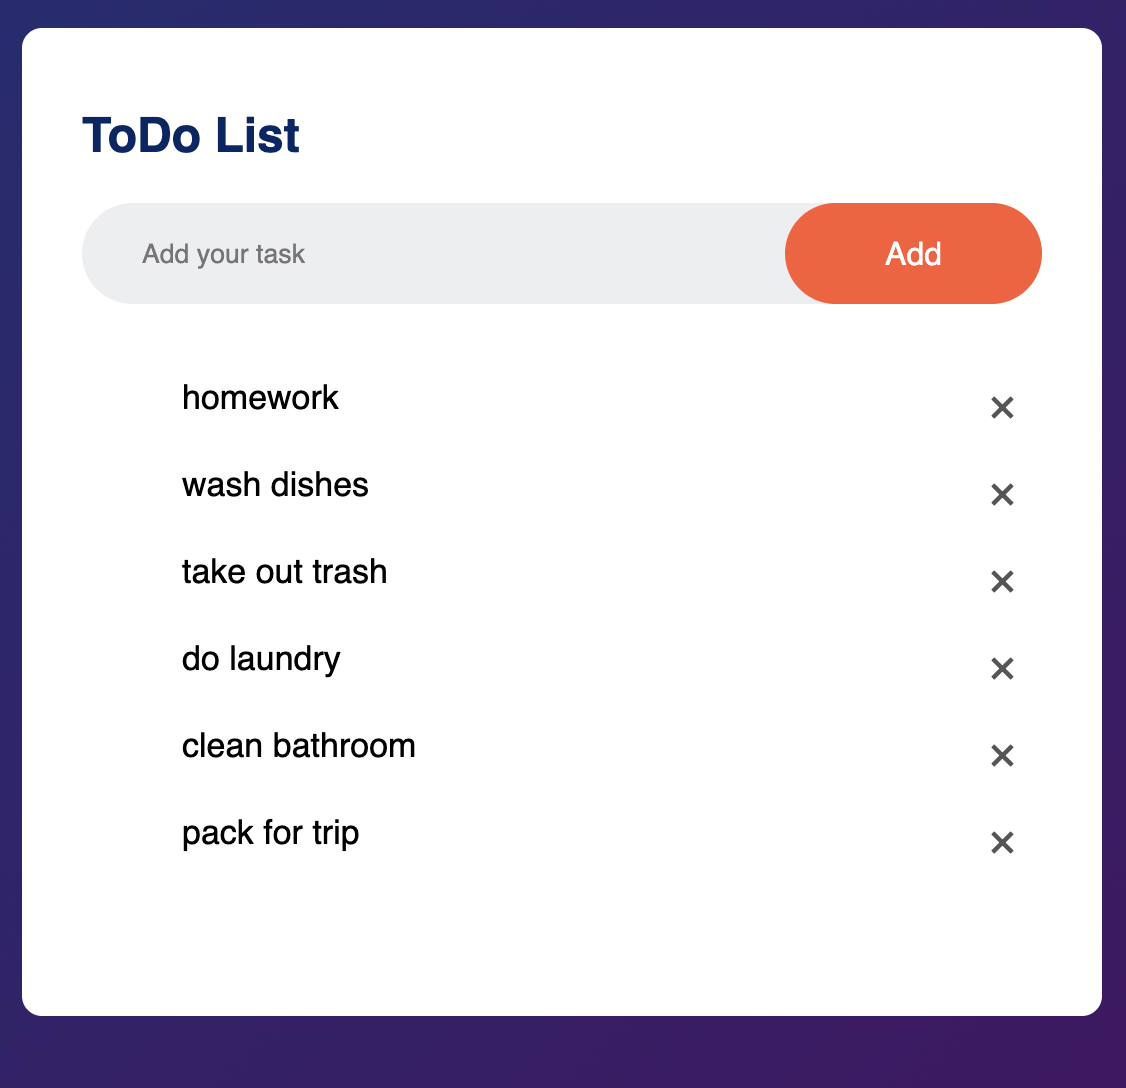 ToDo List
Add your task
Add
homework ×
wash dishes ×
take out trash ×
do laundry ×
clean bathroom ×
pack for trip ×